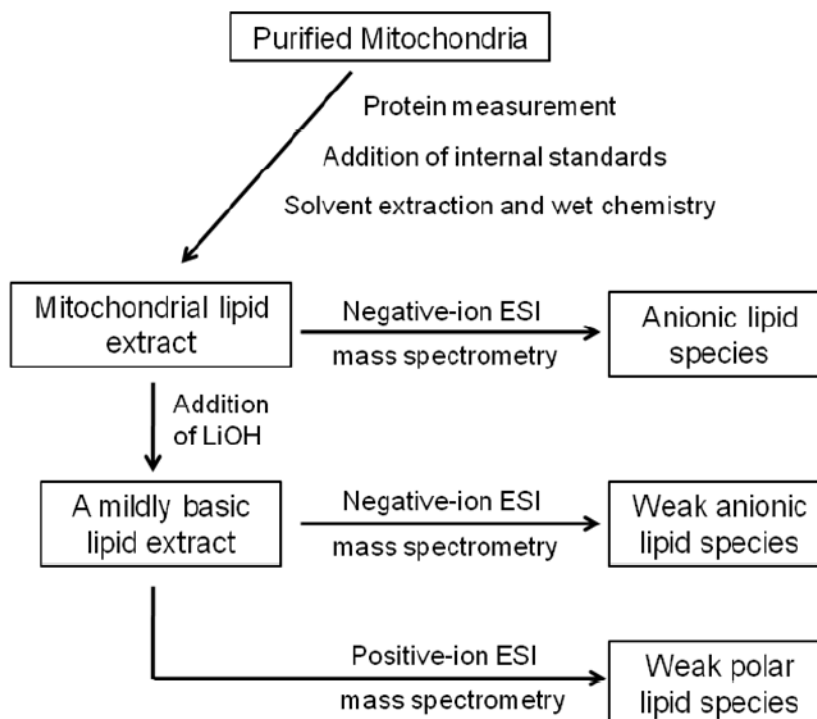 Purified Mitochondria
Protein measurement
Addition of internal standards
Solvent extraction and wet chemistry
Mitochondrial lipid
extract
Negative-ion ESI
mass spectrometry
Anionic lipid
species
Addition
of LiOH
A mildly basic
lipid extract
Negative-ion ESI
mass spectrometry
Weak anionic
lipid species
Positive-ion ESI
mass spectrometry
Weak polar
lipid species